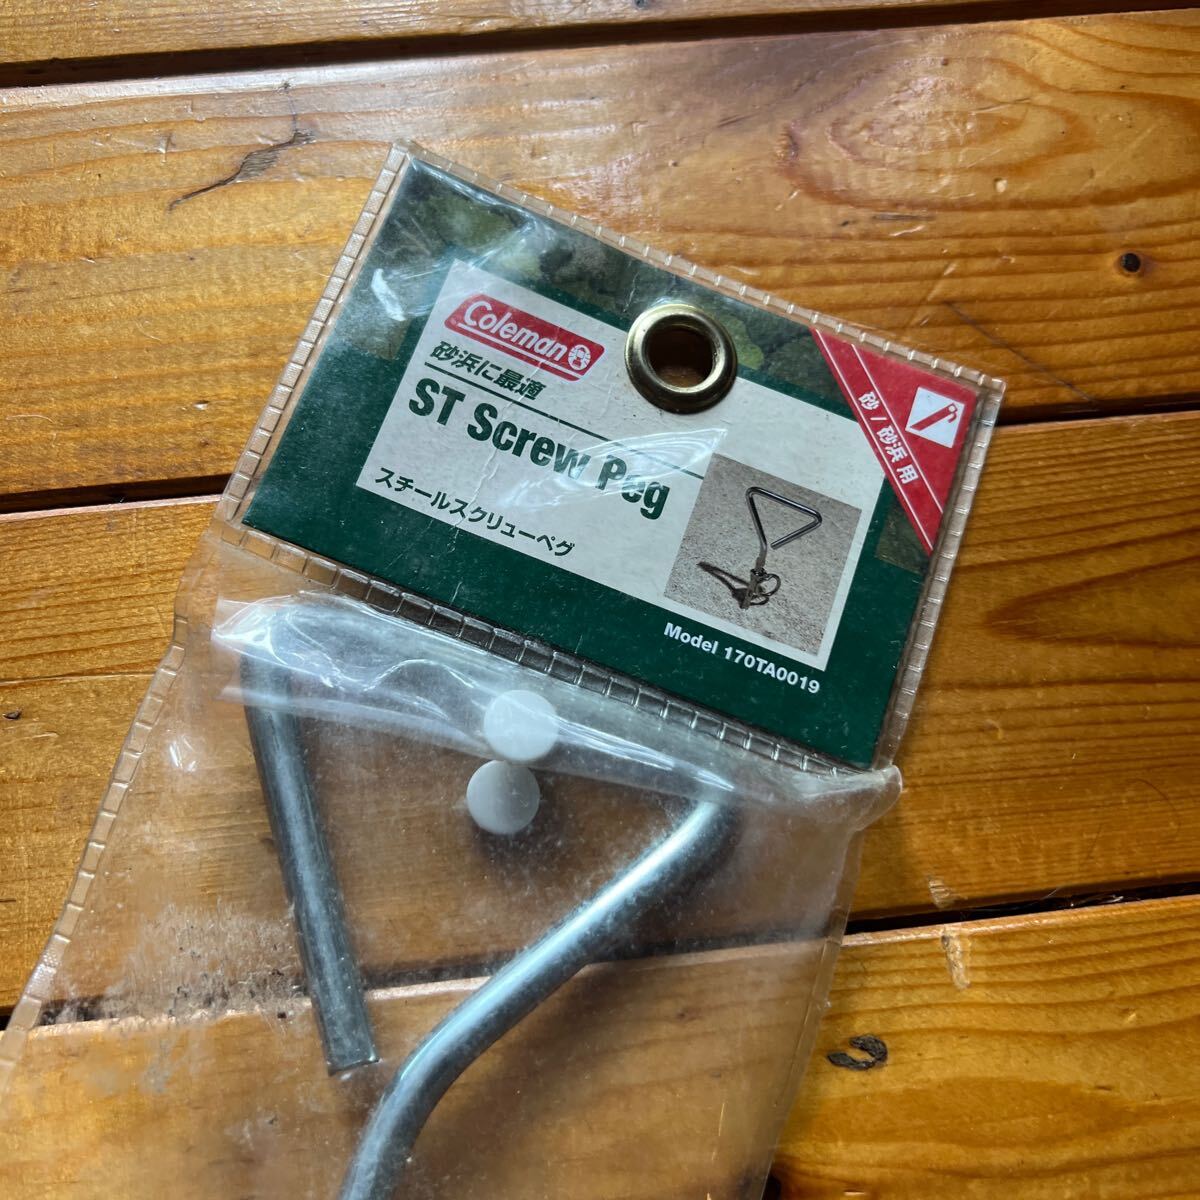 Coleman
砂浜に最適
ST Screw Peg
スチールスクリューペグ
砂/砂浜 用
Model 170TA0019